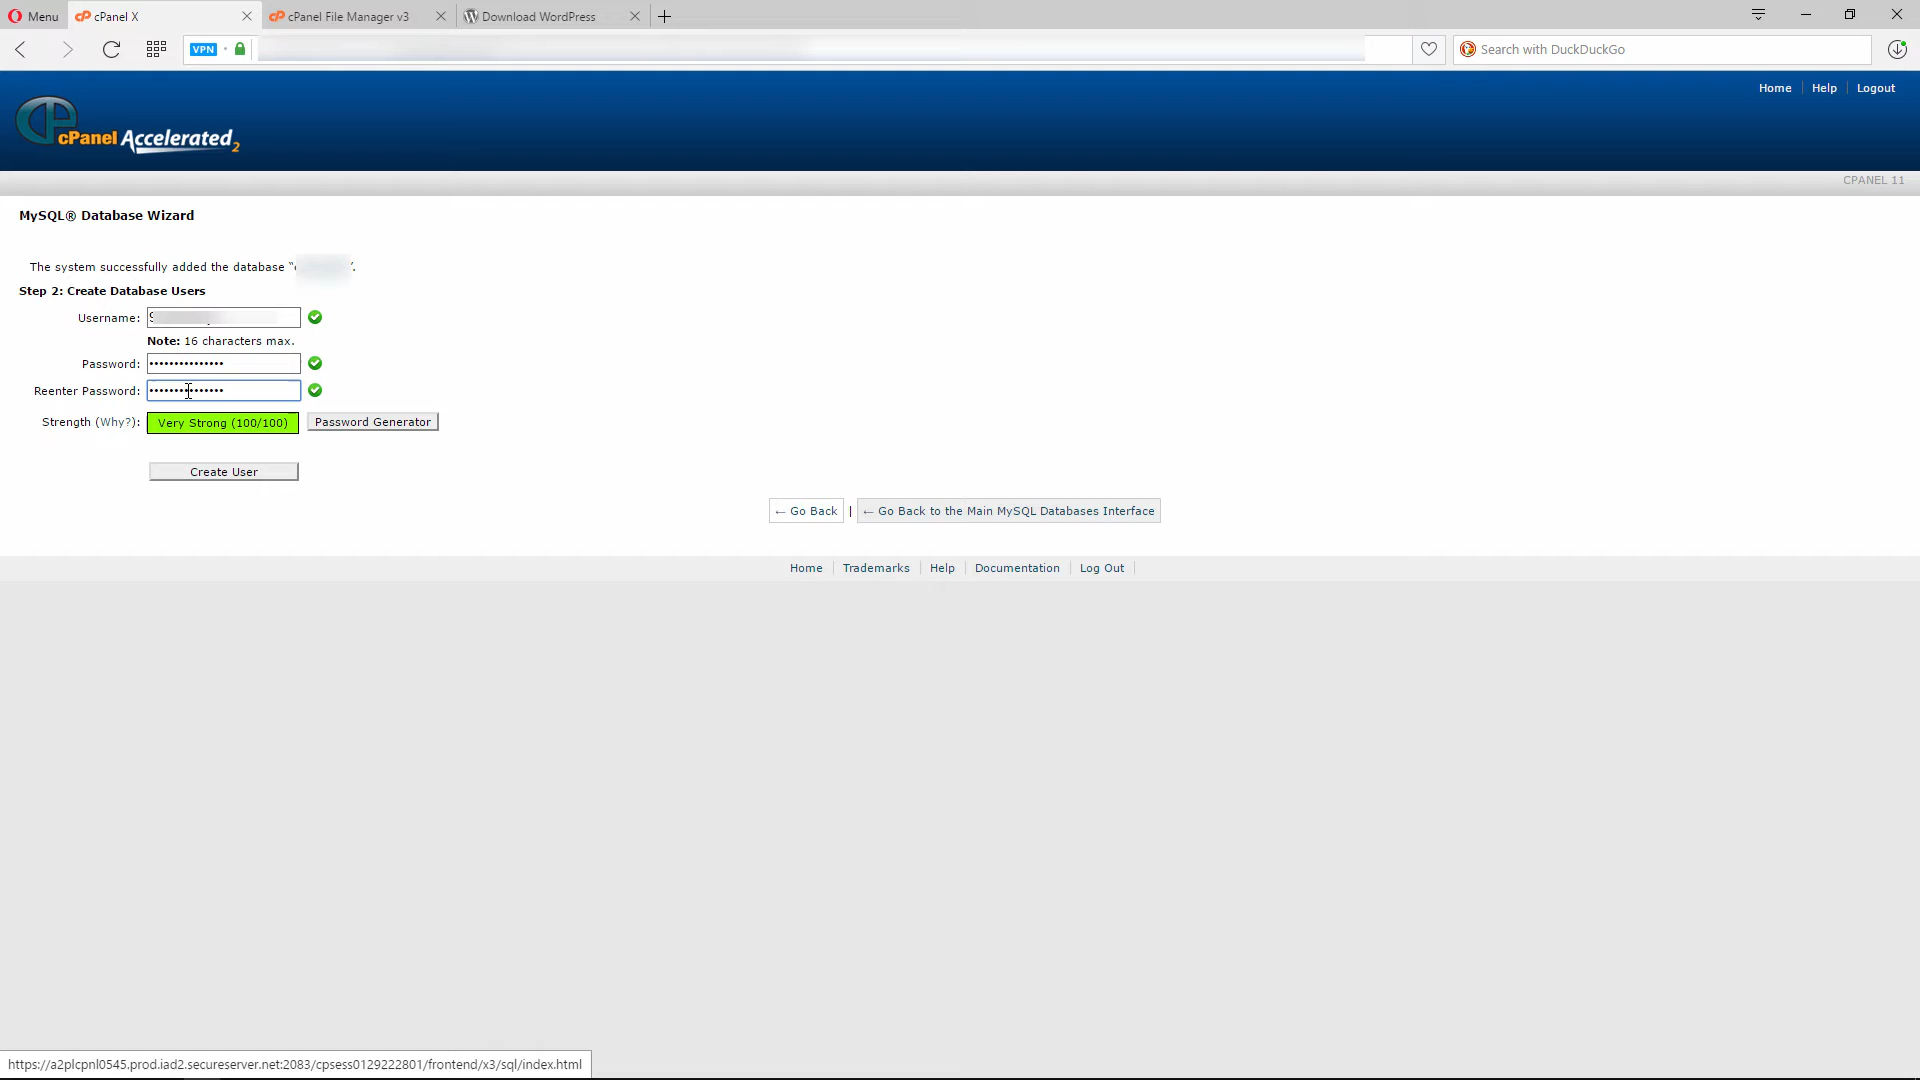 Menu
cPanel X
cPanel File Manager v3
Download WordPress
VPN
Search with DuckDuckGo
Home
Help
Logout
cPanel Accelerated2
CPANEL 11
MySQL® Database Wizard
The system successfully added the database “
Step 2: Create Database Users
Username:
Note: 16 characters max.
Password: •••••••••••••••
Reenter Password: •••••••••••••••
Strength (Why?): Very Strong (100/100) Password Generator
Create User
← Go Back | ← Go Back to the Main MySQL Databases Interface
Home Trademarks Help Documentation Log Out
https://a2plcpnl0545.prod.iad2.secureserver.net:2083/cpsess0129222801/frontend/x3/sql/index.html